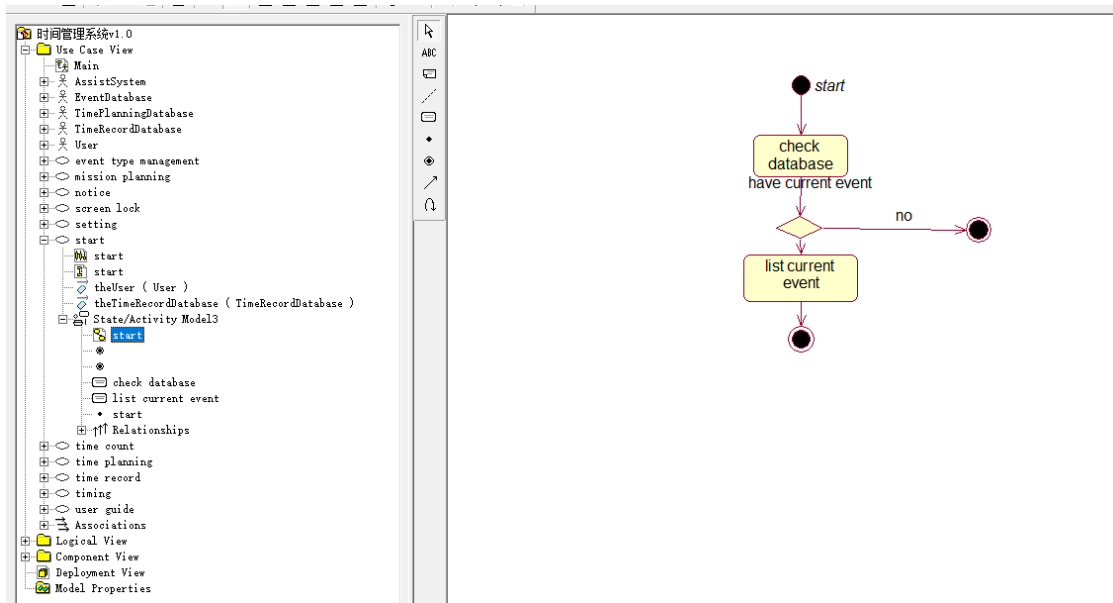 时间管理系统v1.0
Use Case View
Main
AssistSystem
EventDatabase
TimePlanningDatabase
TimeRecordDatabase
User
event type management
mission planning
notice
screen lock
setting
start
start
start
theUser ( User )
theTimeRecordDatabase ( TimeRecordDatabase )
State/Activity Model3
start
check database
list current event
start
Relationships
time count
time planning
time record
timing
user guide
Associations
Logical View
Component View
Deployment View
Model Properties
ABC
start
check
database
have current event
no
list current
event